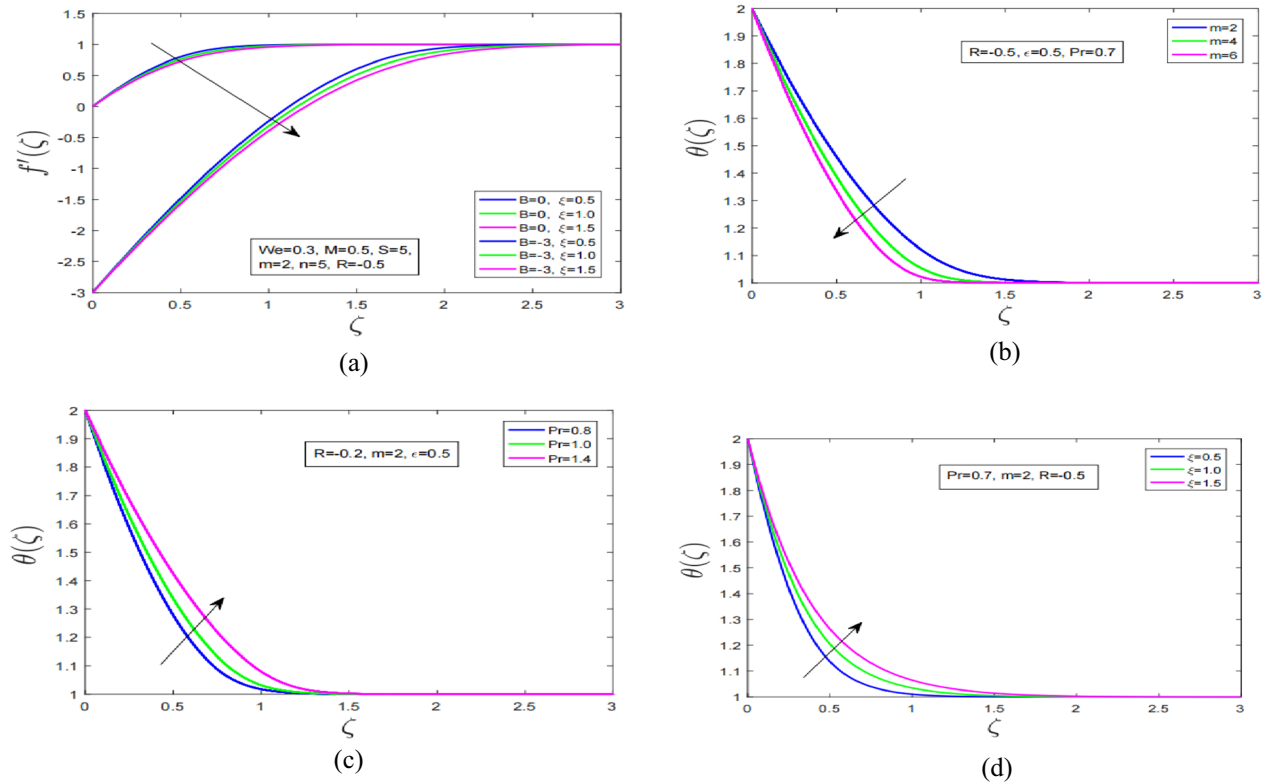 1.5
1
0.5
0
-0.5
-1
-1.5
-2
-2.5
-3
f'(ζ)
B=0, ξ=0.5
B=0, ξ=1.0
B=0, ξ=1.5
B=-3, ξ=0.5
B=-3, ξ=1.0
B=-3, ξ=1.5
We=0.3, M=0.5, S=5,
m=2, n=5, R=-0.5
0 0.5 1 1.5 2 2.5 3
ζ
(a)
2
1.9
1.8
1.7
1.6
1.5
1.4
1.3
1.2
1.1
1
θ(ζ)
R=-0.5, ϵ=0.5, Pr=0.7
m=2
m=4
m=6
0 0.5 1 1.5 2 2.5 3
ζ
(b)
2
1.9
1.8
1.7
1.6
1.5
1.4
1.3
1.2
1.1
1
θ(ζ)
R=-0.2, m=2, ϵ=0.5
Pr=0.8
Pr=1.0
Pr=1.4
0 0.5 1 1.5 2 2.5 3
ζ
(c)
2
1.9
1.8
1.7
1.6
1.5
1.4
1.3
1.2
1.1
1
θ(ζ)
Pr=0.7, m=2, R=-0.5
ξ=0.5
ξ=1.0
ξ=1.5
0 0.5 1 1.5 2 2.5 3
ζ
(d)